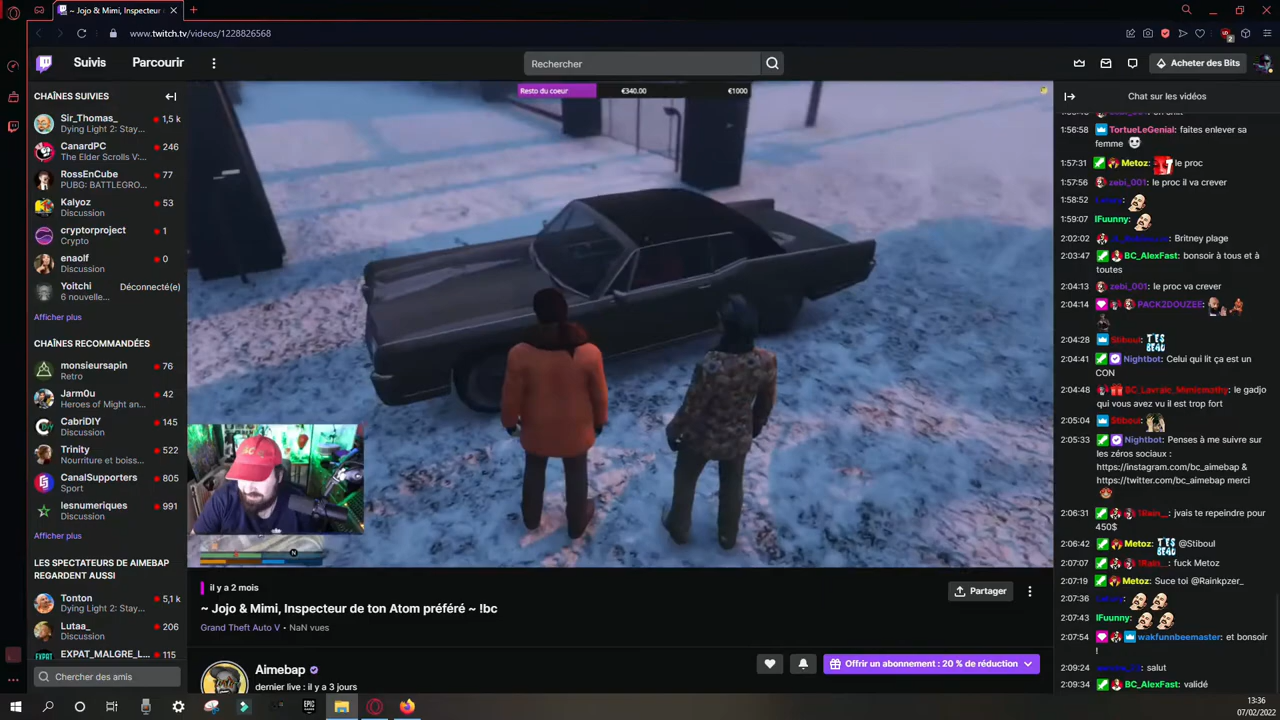 ~ Jojo & Mimi, Inspecteur
www.twitch.tv/videos/1228826568
2
Suivis
Parcourir
Rechercher
Acheter des Bits
CHAÎNES SUIVIES
Sir_Thomas_
1,5 k
Dying Light 2: Stay...
CanardPC
246
The Elder Scrolls V:...
RossEnCube
77
PUBG: BATTLEGRO...
Kalyoz
53
Discussion
cryptorproject
1
Crypto
enaolf
0
Discussion
Yoitchi
Déconnecté(e)
6 nouvelle...
Afficher plus
CHAÎNES RECOMMANDÉES
monsieursapin
76
Retro
Jarm0u
42
Heroes of Might an...
CabriDIY
145
Discussion
Trinity
522
Nourriture et boiss...
CanalSupporters
805
Sport
lesnumeriques
991
Discussion
Afficher plus
LES SPECTATEURS DE AIMEBAP
REGARDENT AUSSI
Tonton
5,1 k
Dying Light 2: Stay...
Lutaa_
206
Discussion
EXPAT_MALGRE_L...
115
Chercher des amis
Resto du coeur
€340.00
€1000
N
il y a 2 mois
~ Jojo & Mimi, Inspecteur de ton Atom préféré ~ !bc
Grand Theft Auto V • NaN vues
Partager
Aimebap
dernier live : il y a 3 jours
Offrir un abonnement : 20 % de réduction
Chat sur les vidéos
1:56:58
TortueLeGenial: faites enlever sa
femme
1:57:31
Metoz: le proc
1:57:56
zebi_001: le proc il va crever
1:58:52
1:59:07
IFuunny:
2:02:02
: Britney plage
2:03:47
BC_AlexFast: bonsoir à tous et à
toutes
2:04:13
zebi_001: le proc va crever
2:04:14
PACK2DOUZEE:
2:04:28
Stiboul:
2:04:41
Nightbot: Celui qui lit ça est un
CON
2:04:48
: le gadjo
qui vous avez vu il est trop fort
2:05:04
Stiboul:
2:05:33
Nightbot: Penses à me suivre sur
les zéros sociaux :
https://instagram.com/bc_aimebap &
https://twitter.com/bc_aimebap merci
2:06:31
1Rain__: jvais te repeindre pour
450$
2:06:42
Metoz: @Stiboul
2:07:07
1Rain__: fuck Metoz
2:07:19
Metoz: Suce toi @Rainkpzer_
2:07:36
2:07:43
IFuunny:
2:07:54
wakfunnbeemaster: et bonsoir
!
2:09:24
: salut
2:09:34
BC_AlexFast: validé
EPIC
GAMES
13:36
07/02/2022